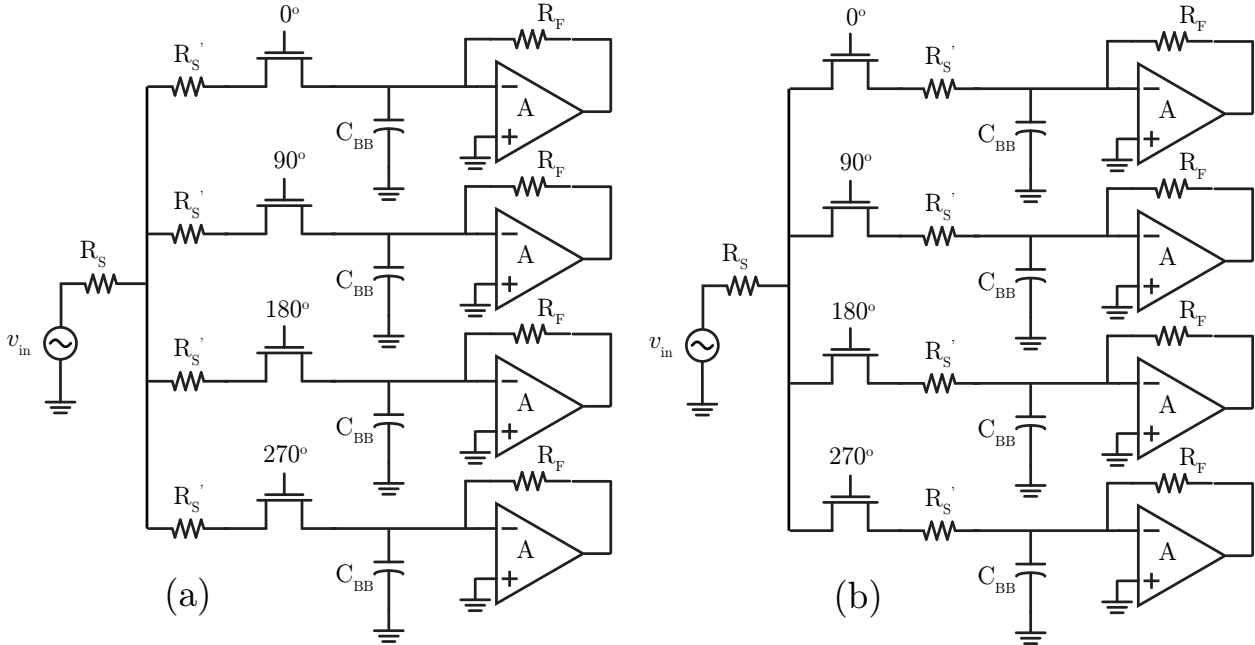 0° R_F
R_S'
A
C_BB
90° R_F
R_S'
A
C_BB
R_S
v_in
180° R_F
R_S'
A
C_BB
270° R_F
R_S'
A
C_BB
(a)
0° R_F
R_S'
A
C_BB
90° R_F
R_S'
A
C_BB
R_S
v_in
180° R_F
R_S'
A
C_BB
270° R_F
R_S'
A
C_BB
(b)